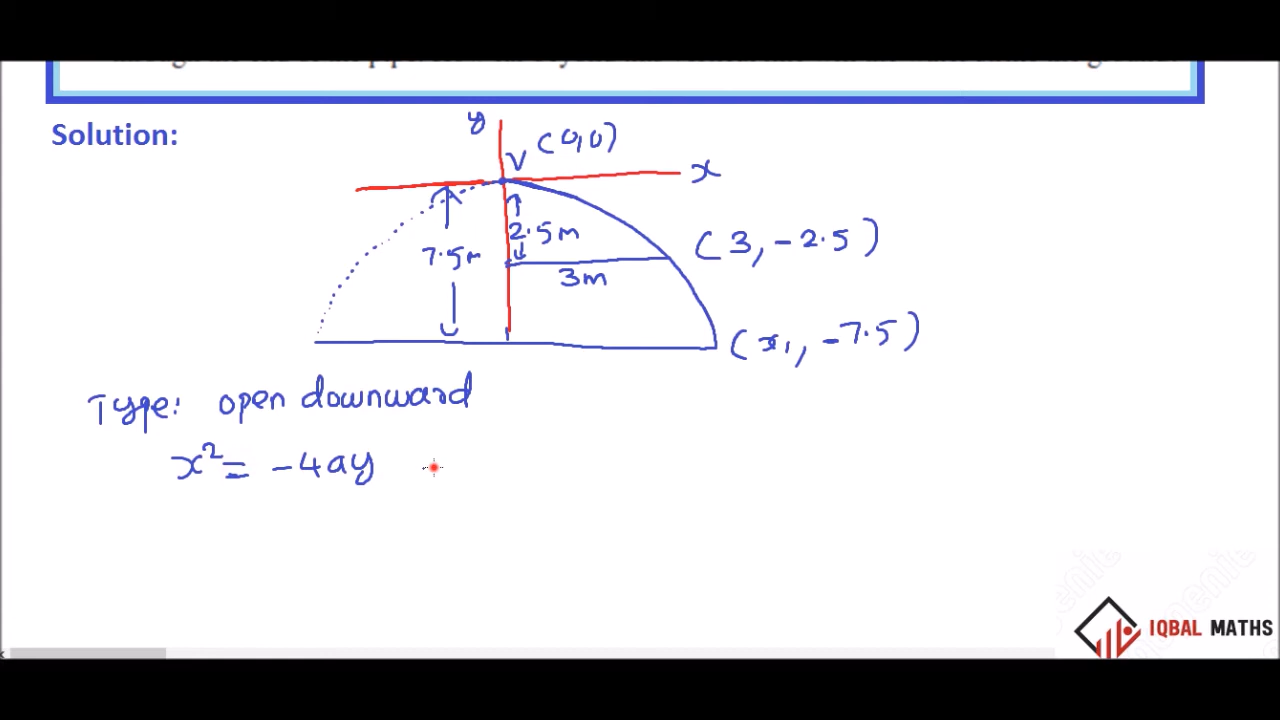 Solution:
y
V (0,0)
x
2.5m
7.5m
(3, -2.5)
3m
(x₁, -7.5)
Type: open downward
x² = -4ay
IQBAL MATHS